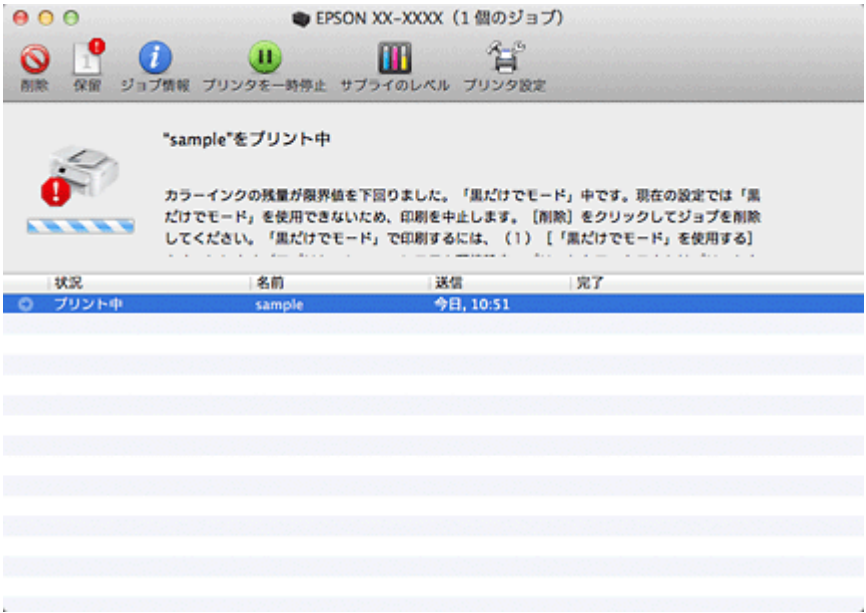 EPSON XX-XXXX（1 個のジョブ）
削除 保留 ジョブ情報 プリンタを一時停止 サプライのレベル プリンタ設定
"sample"をプリント中
カラーインクの残量が限界値を下回りました。「黒だけでモード」中です。現在の設定では「黒
だけでモード」を使用できないため、印刷を中止します。［削除］をクリックしてジョブを削除
してください。「黒だけでモード」で印刷するには、（1）［「黒だけでモード」を使用する］
状況 名前 送信 完了
プリント中 sample 今日, 10:51